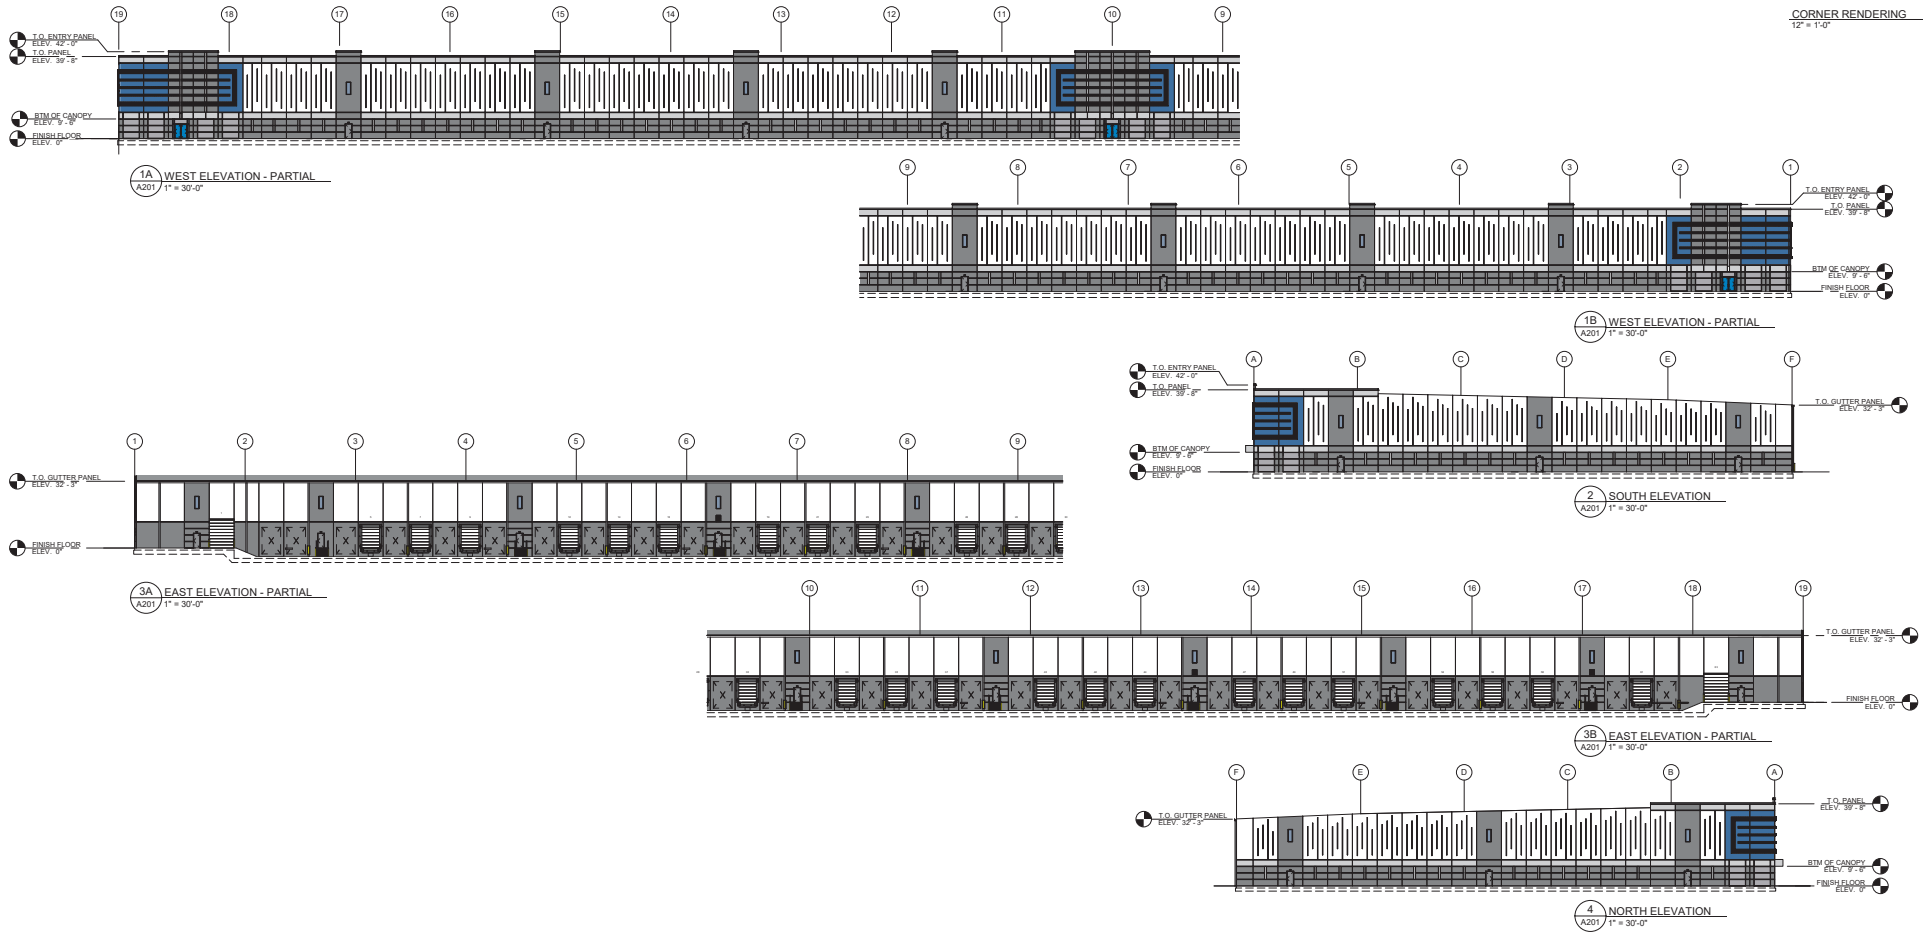 19 18 17 16 15 14 13 12 11 10 9
CORNER RENDERING
12" = 1'-0"
T.O. ENTRY PANEL
ELEV. 42' - 0"
T.O. PANEL
ELEV. 39' - 8"
BTM OF CANOPY
ELEV. 9' - 6"
FINISH FLOOR
ELEV. 0"
1A
A201
WEST ELEVATION - PARTIAL
1" = 30'-0"
9 8 7 6 5 4 3 2 1
T.O. ENTRY PANEL
ELEV. 42' - 0"
T.O. PANEL
ELEV. 39' - 8"
BTM OF CANOPY
ELEV. 9' - 6"
FINISH FLOOR
ELEV. 0"
1B
A201
WEST ELEVATION - PARTIAL
1" = 30'-0"
A B C D E F
T.O. ENTRY PANEL
ELEV. 42' - 0"
T.O. PANEL
ELEV. 39' - 8"
T.O. GUTTER PANEL
ELEV. 32' - 3"
BTM OF CANOPY
ELEV. 9' - 6"
FINISH FLOOR
ELEV. 0"
2
A201
SOUTH ELEVATION
1" = 30'-0"
1 2 3 4 5 6 7 8 9
T.O. GUTTER PANEL
ELEV. 32' - 3"
FINISH FLOOR
ELEV. 0"
3A
A201
EAST ELEVATION - PARTIAL
1" = 30'-0"
10 11 12 13 14 15 16 17 18 19
T.O. GUTTER PANEL
ELEV. 32' - 3"
FINISH FLOOR
ELEV. 0"
3B
A201
EAST ELEVATION - PARTIAL
1" = 30'-0"
F E D C B A
T.O. GUTTER PANEL
ELEV. 32' - 3"
T.O. PANEL
ELEV. 39' - 8"
BTM OF CANOPY
ELEV. 9' - 6"
FINISH FLOOR
ELEV. 0"
4
A201
NORTH ELEVATION
1" = 30'-0"